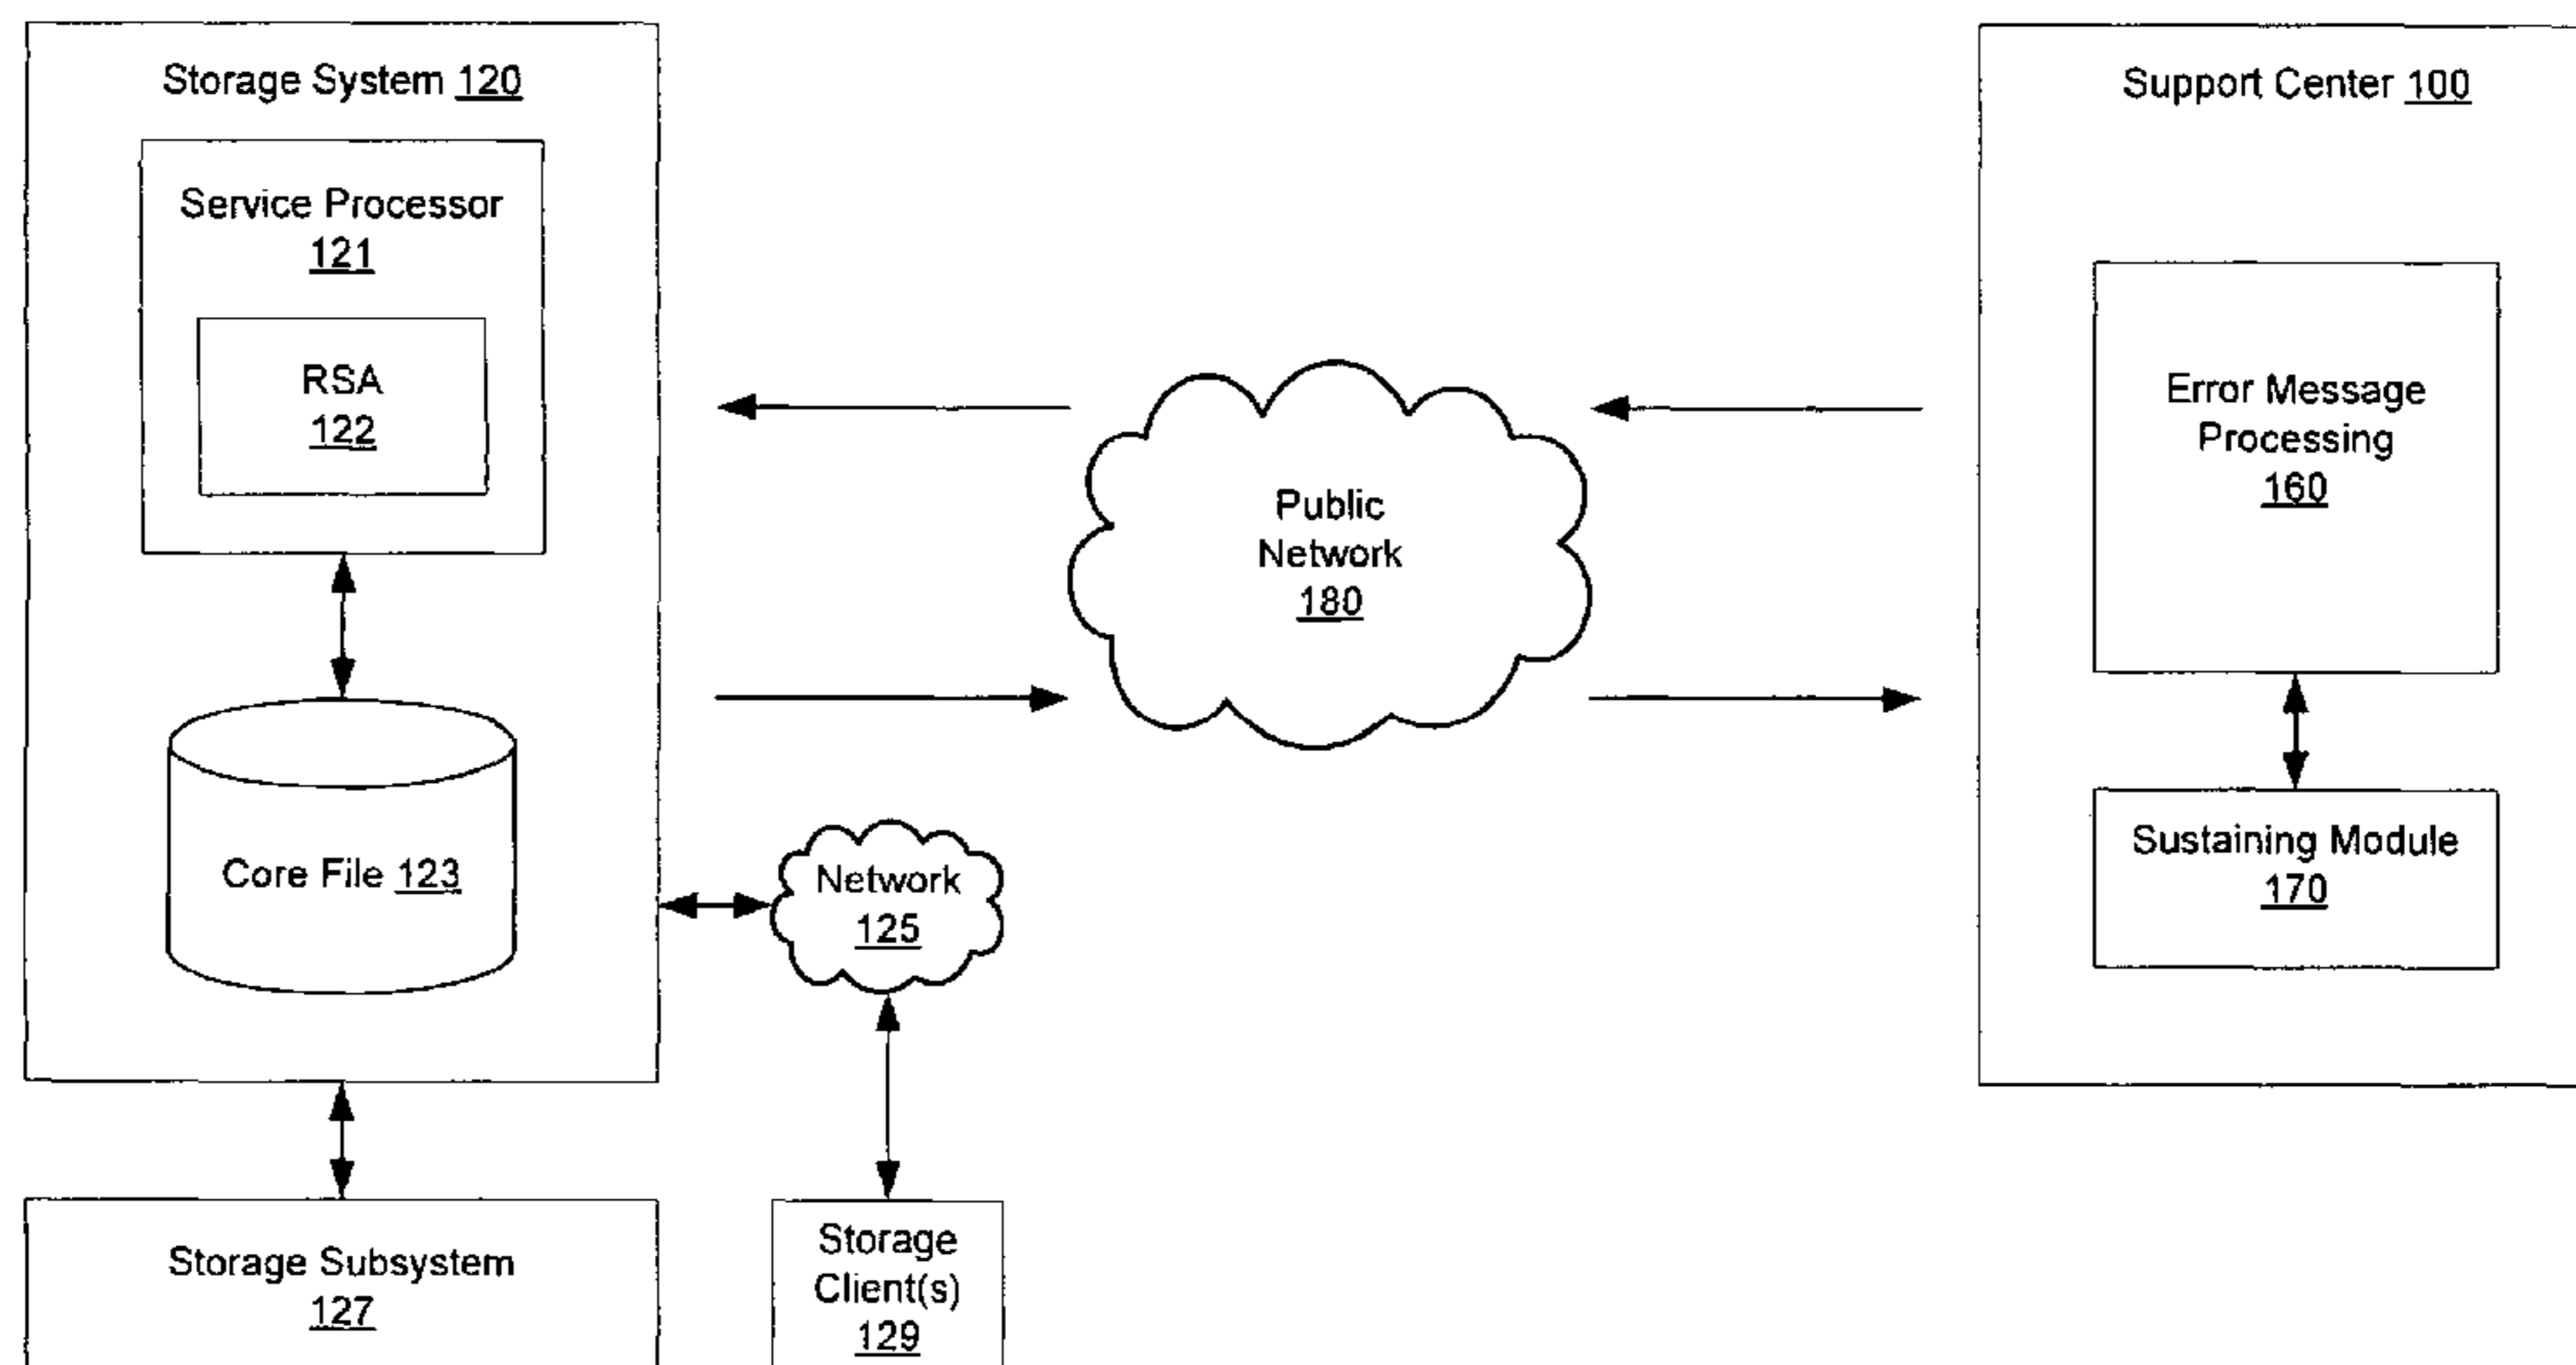 Storage System 120
Service Processor
121
RSA
122
Core File 123
Storage Subsystem
127
Network
125
Storage
Client(s)
129
Public
Network
180
Support Center 100
Error Message
Processing
160
Sustaining Module
170